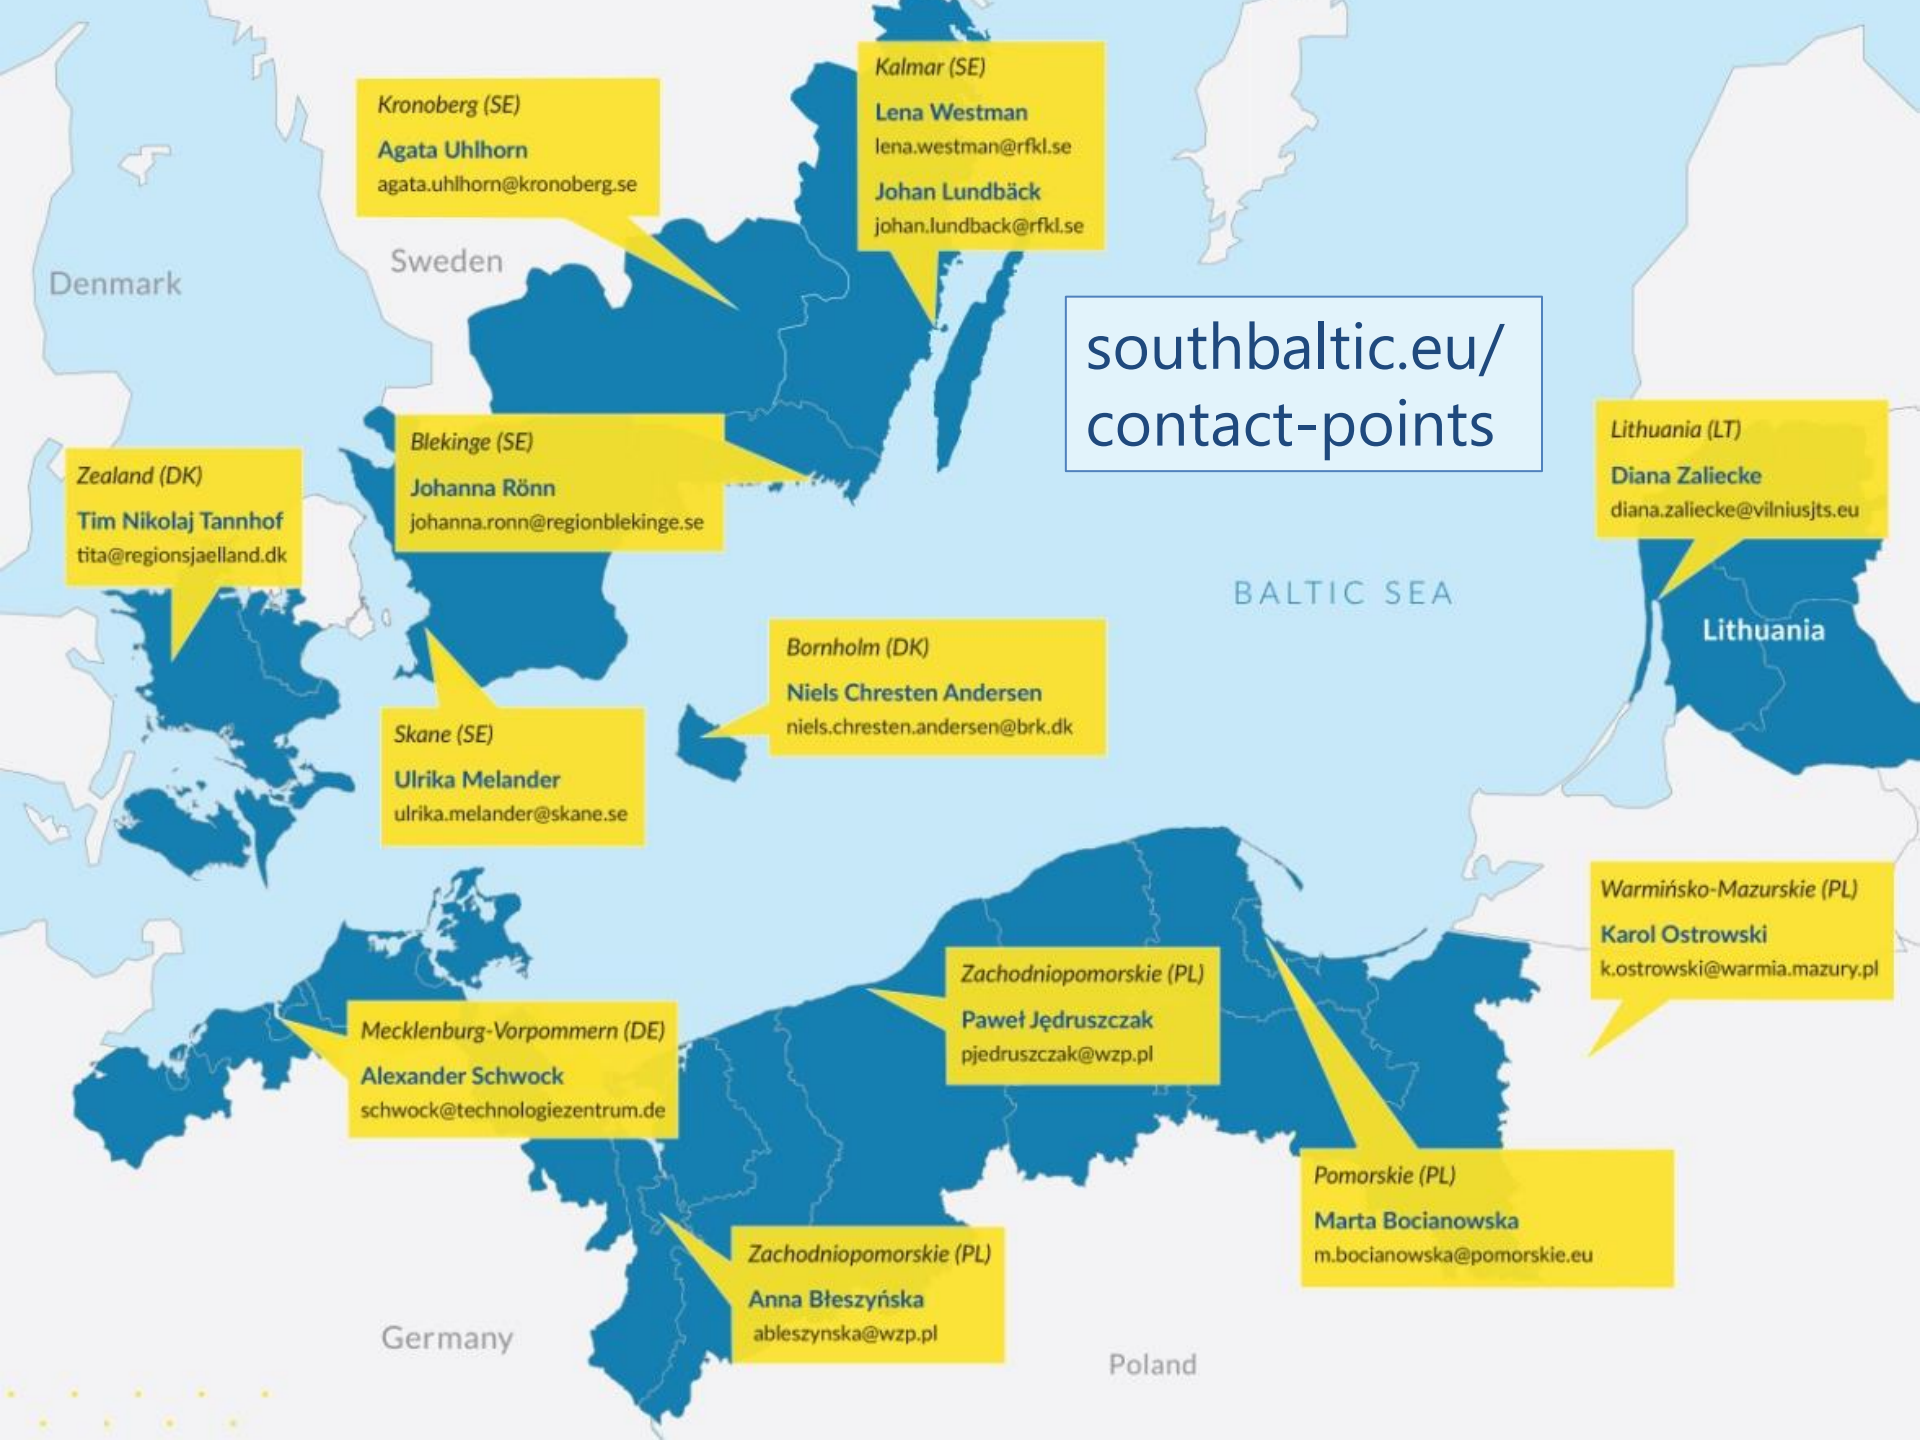 Kronoberg (SE)
Agata Uhlhorn
agata.uhlhorn@kronoberg.se
Kalmar (SE)
Lena Westman
lena.westman@rfkl.se
Johan Lundbäck
johan.lundback@rfkl.se
Sweden
Denmark
southbaltic.eu/
contact-points
Blekinge (SE)
Johanna Rönn
johanna.ronn@regionblekinge.se
Zealand (DK)
Tim Nikolaj Tannhof
tita@regionsjaelland.dk
Lithuania (LT)
Diana Zaliecke
diana.zaliecke@vilniusjts.eu
BALTIC SEA
Lithuania
Bornholm (DK)
Niels Chresten Andersen
niels.chresten.andersen@brk.dk
Skane (SE)
Ulrika Melander
ulrika.melander@skane.se
Warmińsko-Mazurskie (PL)
Karol Ostrowski
k.ostrowski@warmia.mazury.pl
Zachodniopomorskie (PL)
Paweł Jędruszczak
pjedruszczak@wzp.pl
Mecklenburg-Vorpommern (DE)
Alexander Schwock
schwock@technologiezentrum.de
Pomorskie (PL)
Marta Bocianowska
m.bocianowska@pomorskie.eu
Zachodniopomorskie (PL)
Anna Błeszyńska
ableszynska@wzp.pl
Germany
Poland